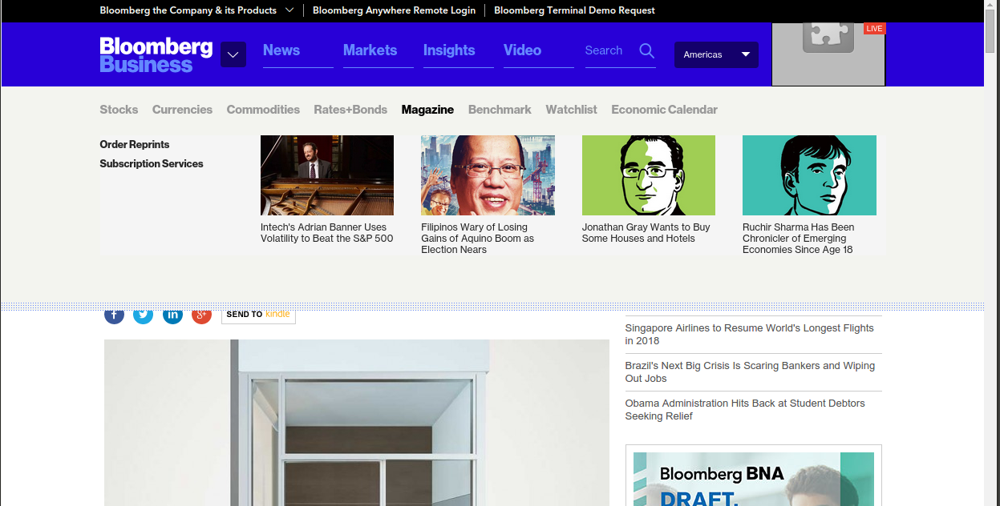 Bloomberg the Company & its Products
Bloomberg Anywhere Remote Login
Bloomberg Terminal Demo Request
Bloomberg
Business
News
Markets
Insights
Video
Search
Americas
LIVE
Stocks
Currencies
Commodities
Rates+Bonds
Magazine
Benchmark
Watchlist
Economic Calendar
Order Reprints
Subscription Services
Intech's Adrian Banner Uses
Volatility to Beat the S&P 500
Filipinos Wary of Losing
Gains of Aquino Boom as
Election Nears
Jonathan Gray Wants to Buy
Some Houses and Hotels
Ruchir Sharma Has Been
Chronicler of Emerging
Economies Since Age 18
SEND TO kindle
Singapore Airlines to Resume World's Longest Flights
in 2018
Brazil's Next Big Crisis Is Scaring Bankers and Wiping
Out Jobs
Obama Administration Hits Back at Student Debtors
Seeking Relief
Bloomberg BNA
DRAFT.